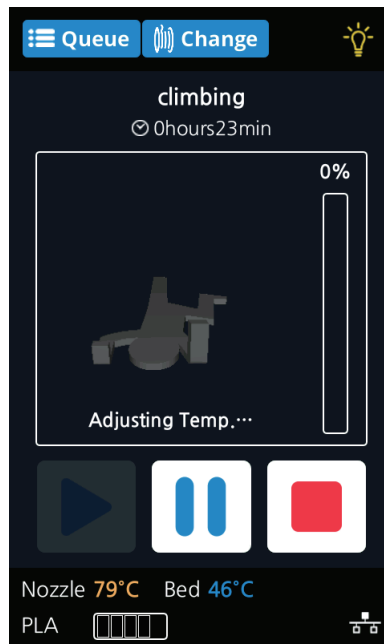 Queue Change
climbing
0hours23min
0%
Adjusting Temp.…
Nozzle 79°C Bed 46°C
PLA